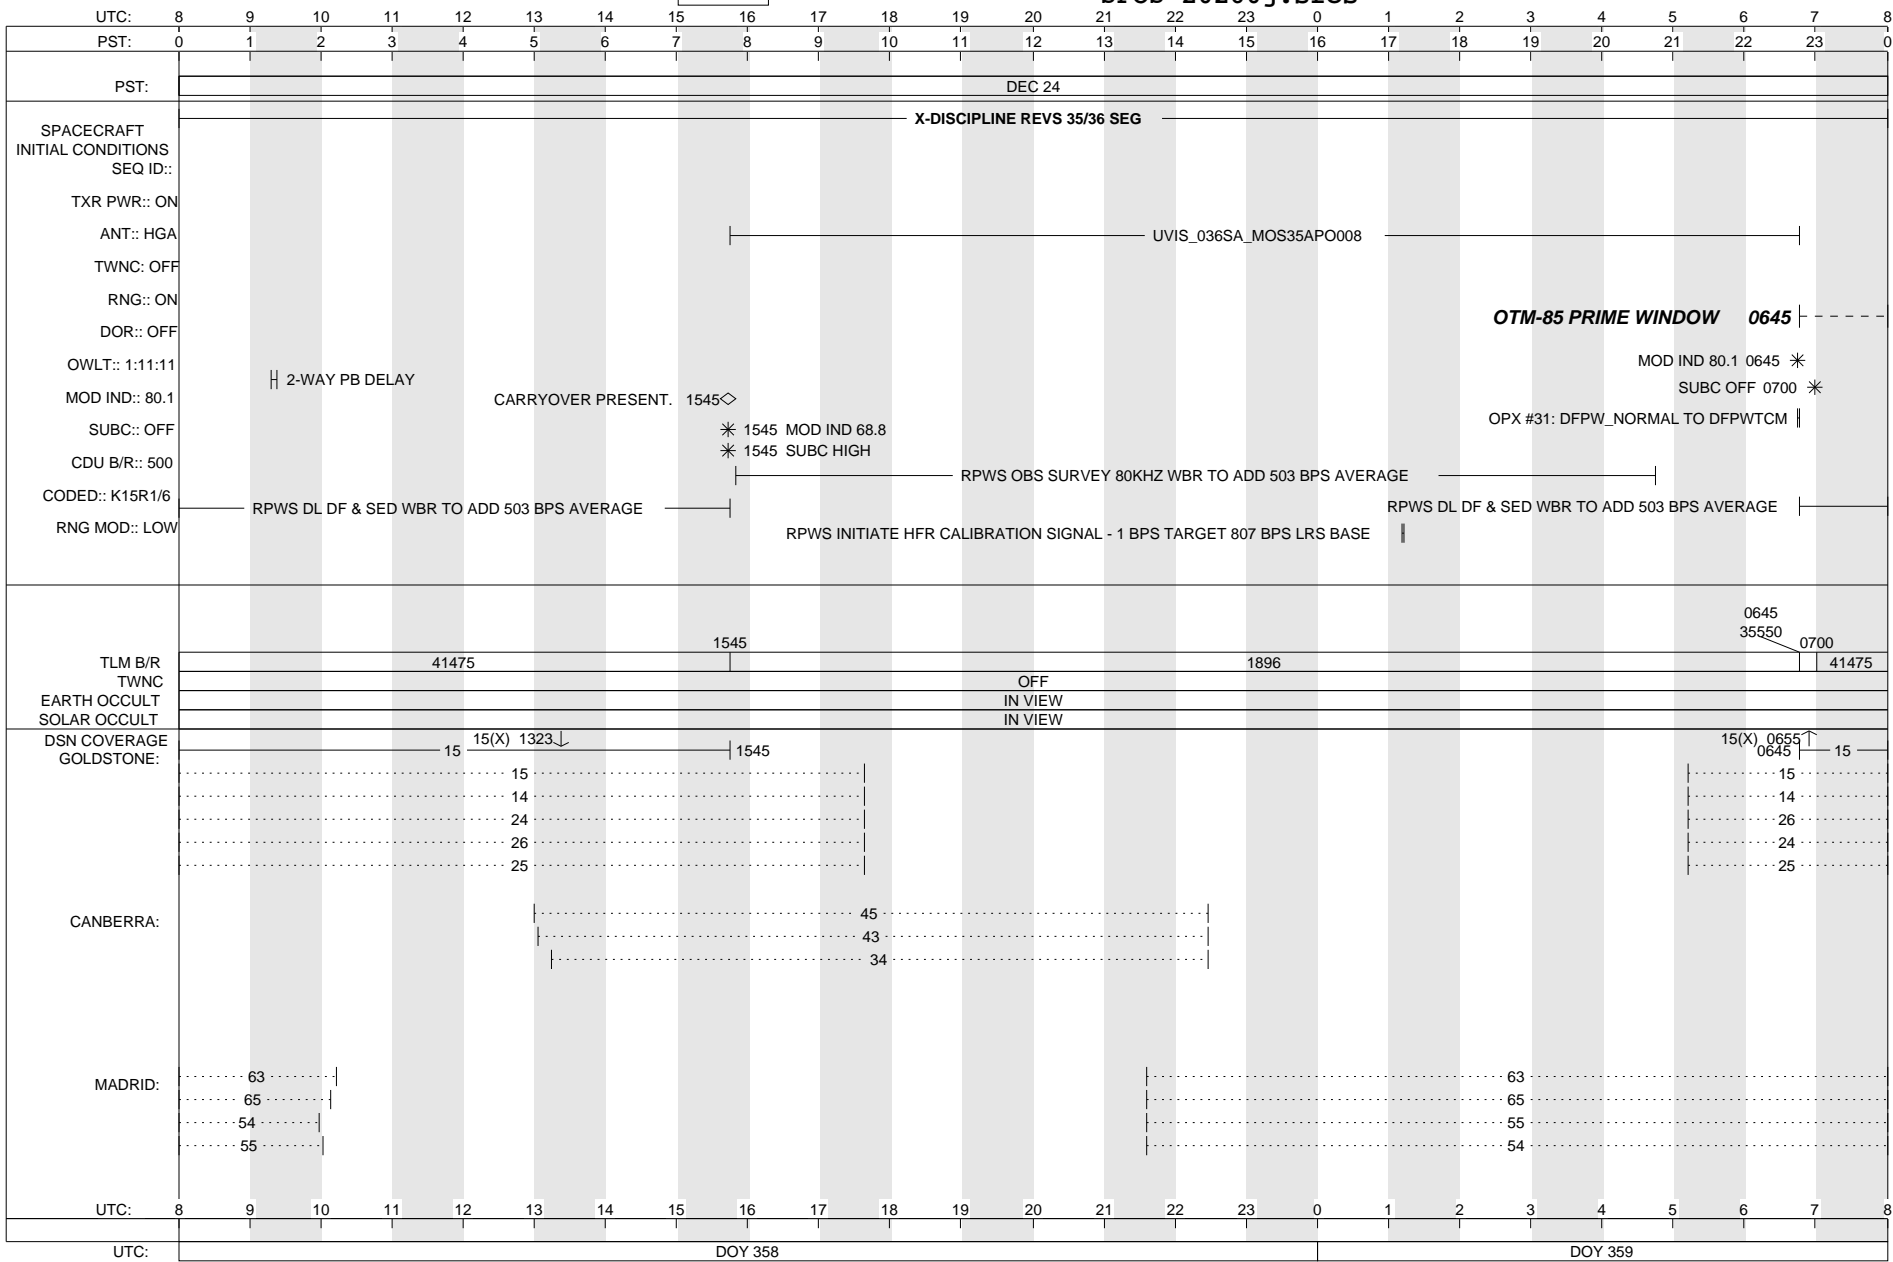 UTC: 8 9 10 11 12 13 14 15 16 17 18 19 20 21 22 23 0 1 2 3 4 5 6 7 8
PST: 0 1 2 3 4 5 6 7 8 9 10 11 12 13 14 15 16 17 18 19 20 21 22 23 0
PST: DEC 24
X-DISCIPLINE REVS 35/36 SEG
SPACECRAFT
INITIAL CONDITIONS
SEQ ID::
TXR PWR:: ON
ANT:: HGA
UVIS_036SA_MOS35APO008
TWNC: OFF
RNG:: ON
OTM-85 PRIME WINDOW 0645
DOR:: OFF
OWLT:: 1:11:11
MOD IND 80.1 0645
2-WAY PB DELAY
SUBC OFF 0700
MOD IND:: 80.1
CARRYOVER PRESENT. 1545
OPX #31: DFPW_NORMAL TO DFPWTCM
SUBC:: OFF
1545 MOD IND 68.8
1545 SUBC HIGH
CDU B/R:: 500
RPWS OBS SURVEY 80KHZ WBR TO ADD 503 BPS AVERAGE
CODED:: K15R1/6
RPWS DL DF & SED WBR TO ADD 503 BPS AVERAGE
RPWS DL DF & SED WBR TO ADD 503 BPS AVERAGE
RNG MOD:: LOW
RPWS INITIATE HFR CALIBRATION SIGNAL - 1 BPS TARGET 807 BPS LRS BASE
0645
35550
1545
0700
TLM B/R 41475 1896 41475
TWNC OFF
EARTH OCCULT IN VIEW
SOLAR OCCULT IN VIEW
DSN COVERAGE
15(X) 1323
15(X) 0655
GOLDSTONE:
15 1545
0645 15
15 15
14 14
24 26
26 24
25 25
CANBERRA:
45
43
34
MADRID:
63 63
65 65
54 55
55 54
UTC: 8 9 10 11 12 13 14 15 16 17 18 19 20 21 22 23 0 1 2 3 4 5 6 7 8
UTC: DOY 358 DOY 359